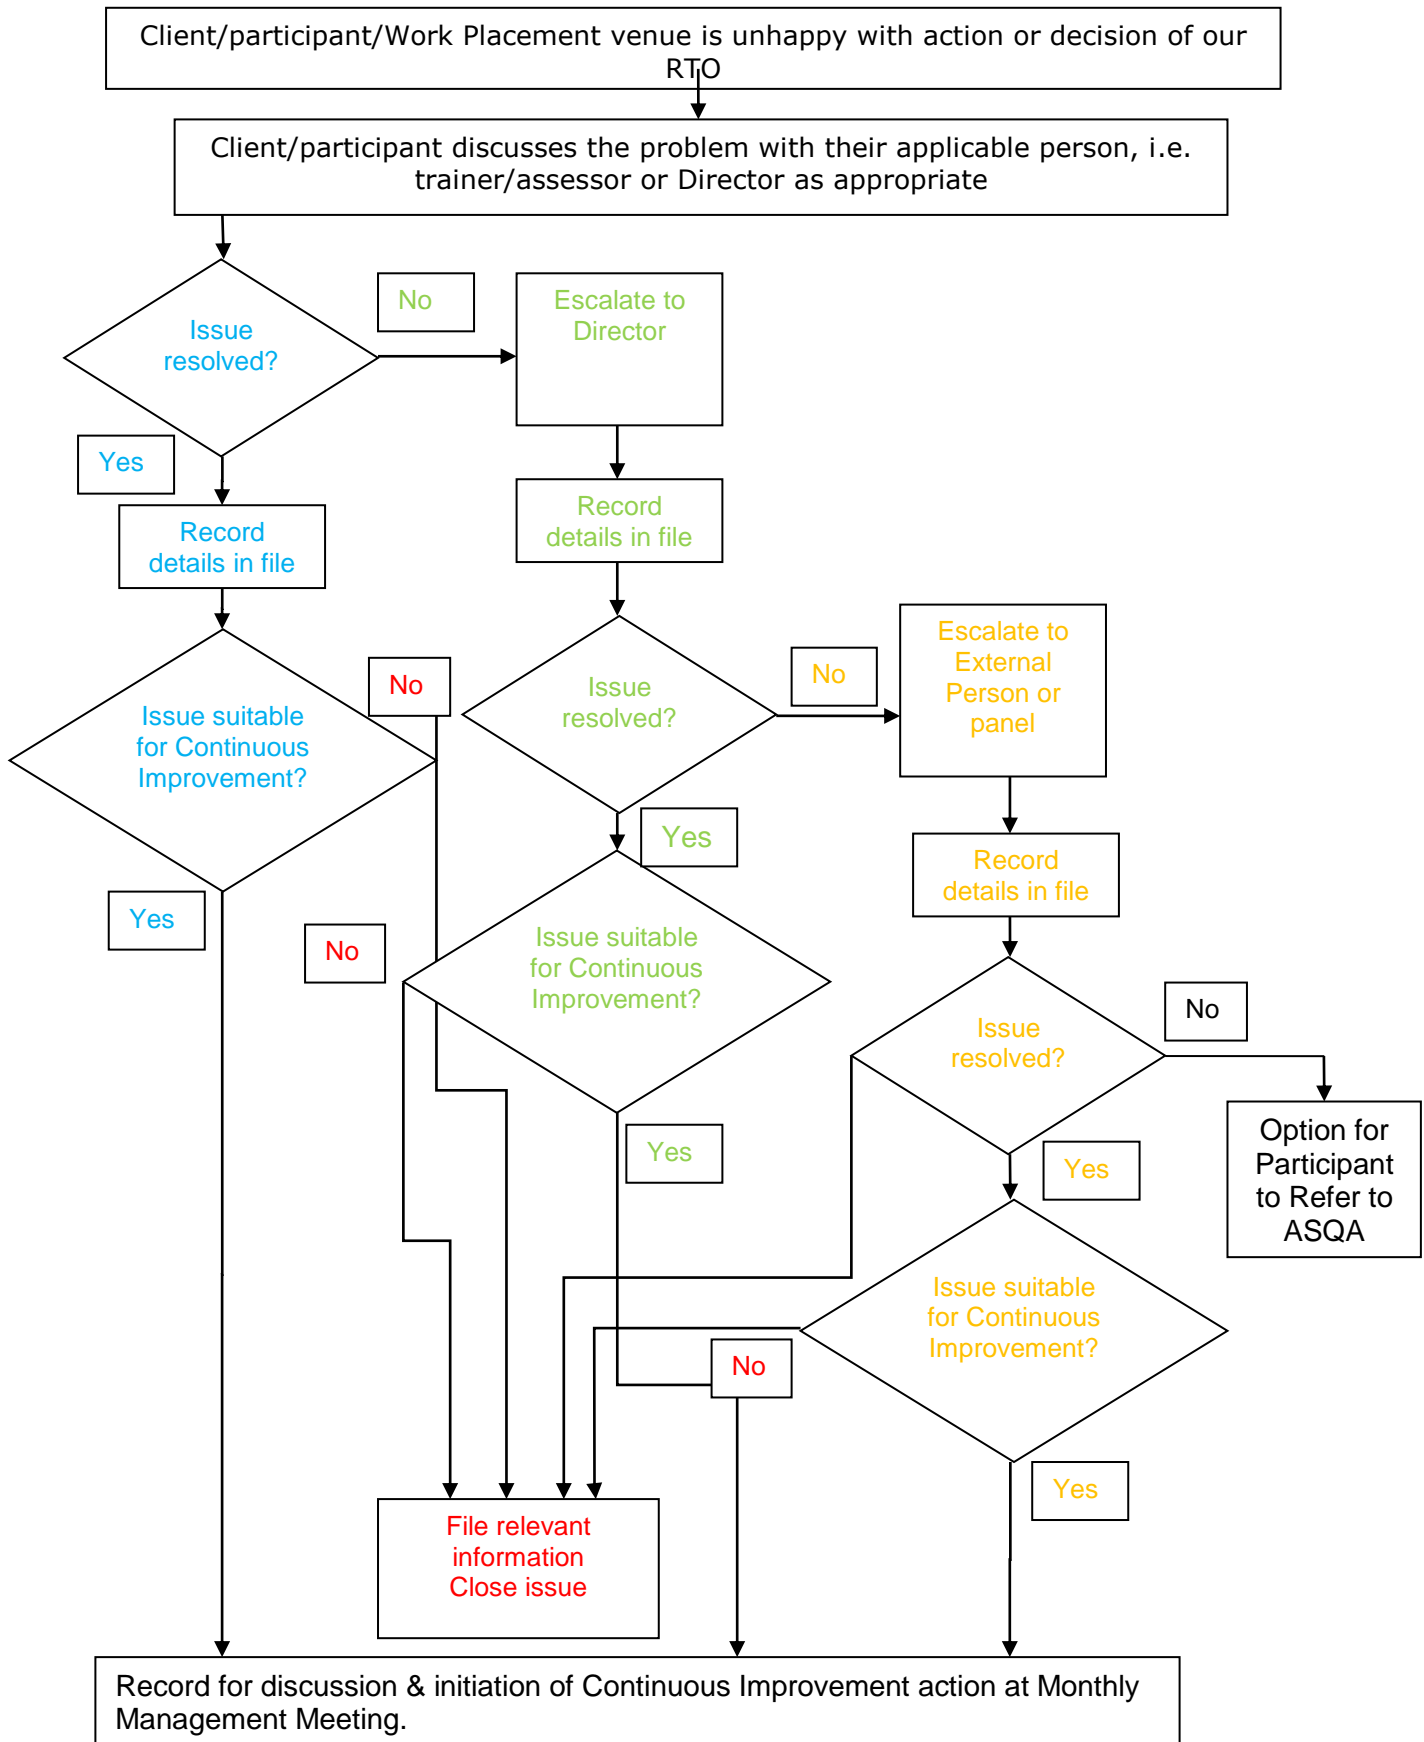 Client/participant/Work Placement venue is unhappy with action or decision of our
RTO
Client/participant discusses the problem with their applicable person, i.e.
trainer/assessor or Director as appropriate
Issue
resolved?
No
Escalate to
Director
Yes
Record
details in file
Record
details in file
Issue suitable
for Continuous
Improvement?
No
Issue
resolved?
No
Escalate to
External
Person or
panel
Yes
Record
details in file
Yes
No
Issue suitable
for Continuous
Improvement?
Issue
resolved?
No
Yes
Yes
Option for
Participant
to Refer to
ASQA
Issue suitable
for Continuous
Improvement?
No
Yes
File relevant
information
Close issue
Record for discussion & initiation of Continuous Improvement action at Monthly
Management Meeting.